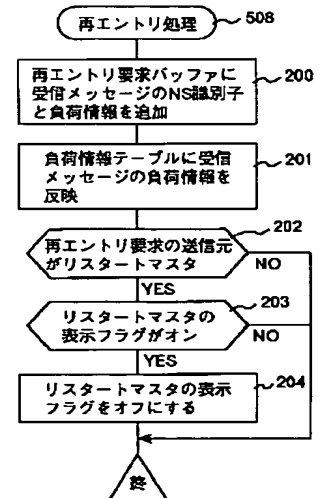 再エントリ処理
508
再エントリ要求バッファに
受信メッセージのNS識別子
と負荷情報を追加
200
負荷情報テーブルに受信
メッセージの負荷情報を
反映
201
202
再エントリ要求の送信元
がリスタートマスタ
NO
YES
203
リスタートマスタの
表示フラグがオン
NO
YES
204
リスタートマスタの表示
フラグをオフにする
終